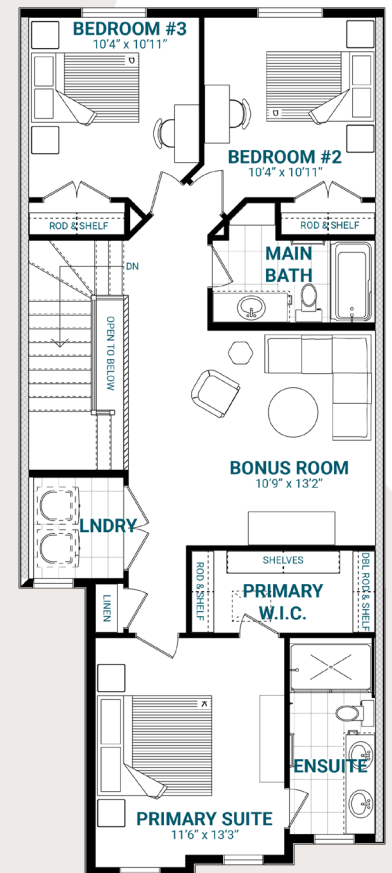 BEDROOM #3
10'4" x 10'11"
BEDROOM #2
10'4" x 10'11"
ROD & SHELF
ROD & SHELF
MAIN
BATH
DN
OPEN TO BELOW
BONUS ROOM
10'9" x 13'2"
LNDRY
LINEN
ROD & SHELF
SHELVES
DBL ROD & SHELF
PRIMARY
W.I.C.
ENSUITE
PRIMARY SUITE
11'6" x 13'3"